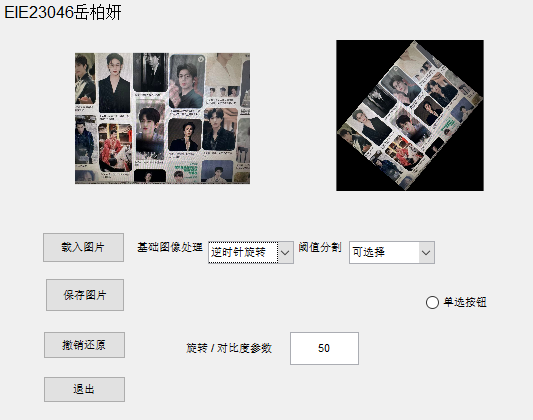 EIE23046岳柏妍
载入图片
基础图像处理
逆时针旋转
阈值分割
可选择
保存图片
单选按钮
撤销还原
旋转 / 对比度参数
50
退出